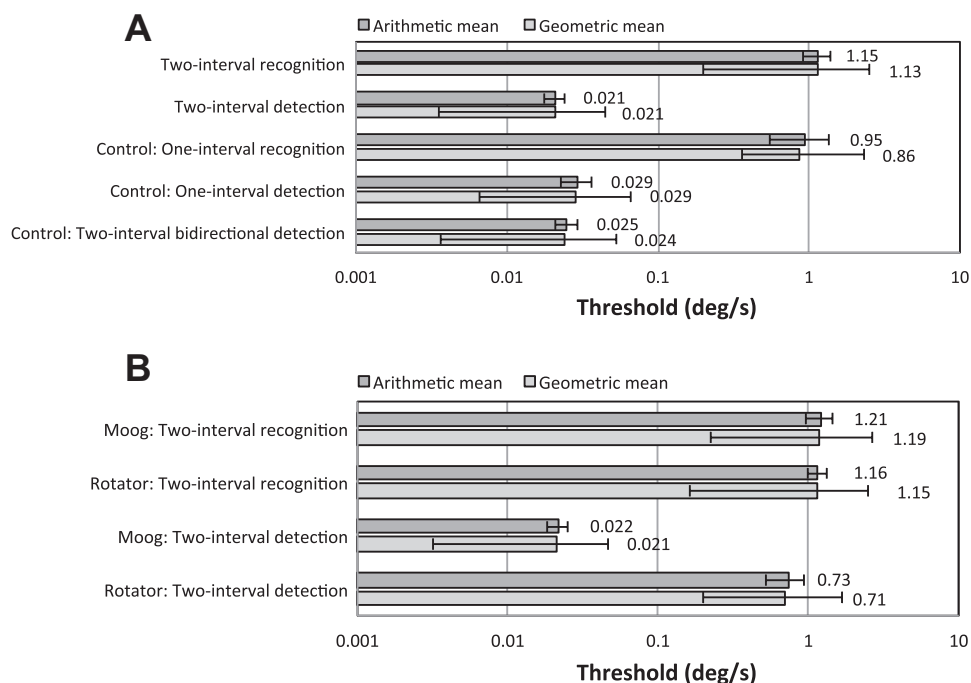 A
Arithmetic mean Geometric mean
Two-interval recognition 1.15
1.13
Two-interval detection 0.021
0.021
Control: One-interval recognition 0.95
0.86
Control: One-interval detection 0.029
0.029
Control: Two-interval bidirectional detection 0.025
0.024
0.001 0.01 0.1 1 10
Threshold (deg/s)
B
Arithmetic mean Geometric mean
Moog: Two-interval recognition 1.21
1.19
Rotator: Two-interval recognition 1.16
1.15
Moog: Two-interval detection 0.022
0.021
Rotator: Two-interval detection 0.73
0.71
0.001 0.01 0.1 1 10
Threshold (deg/s)